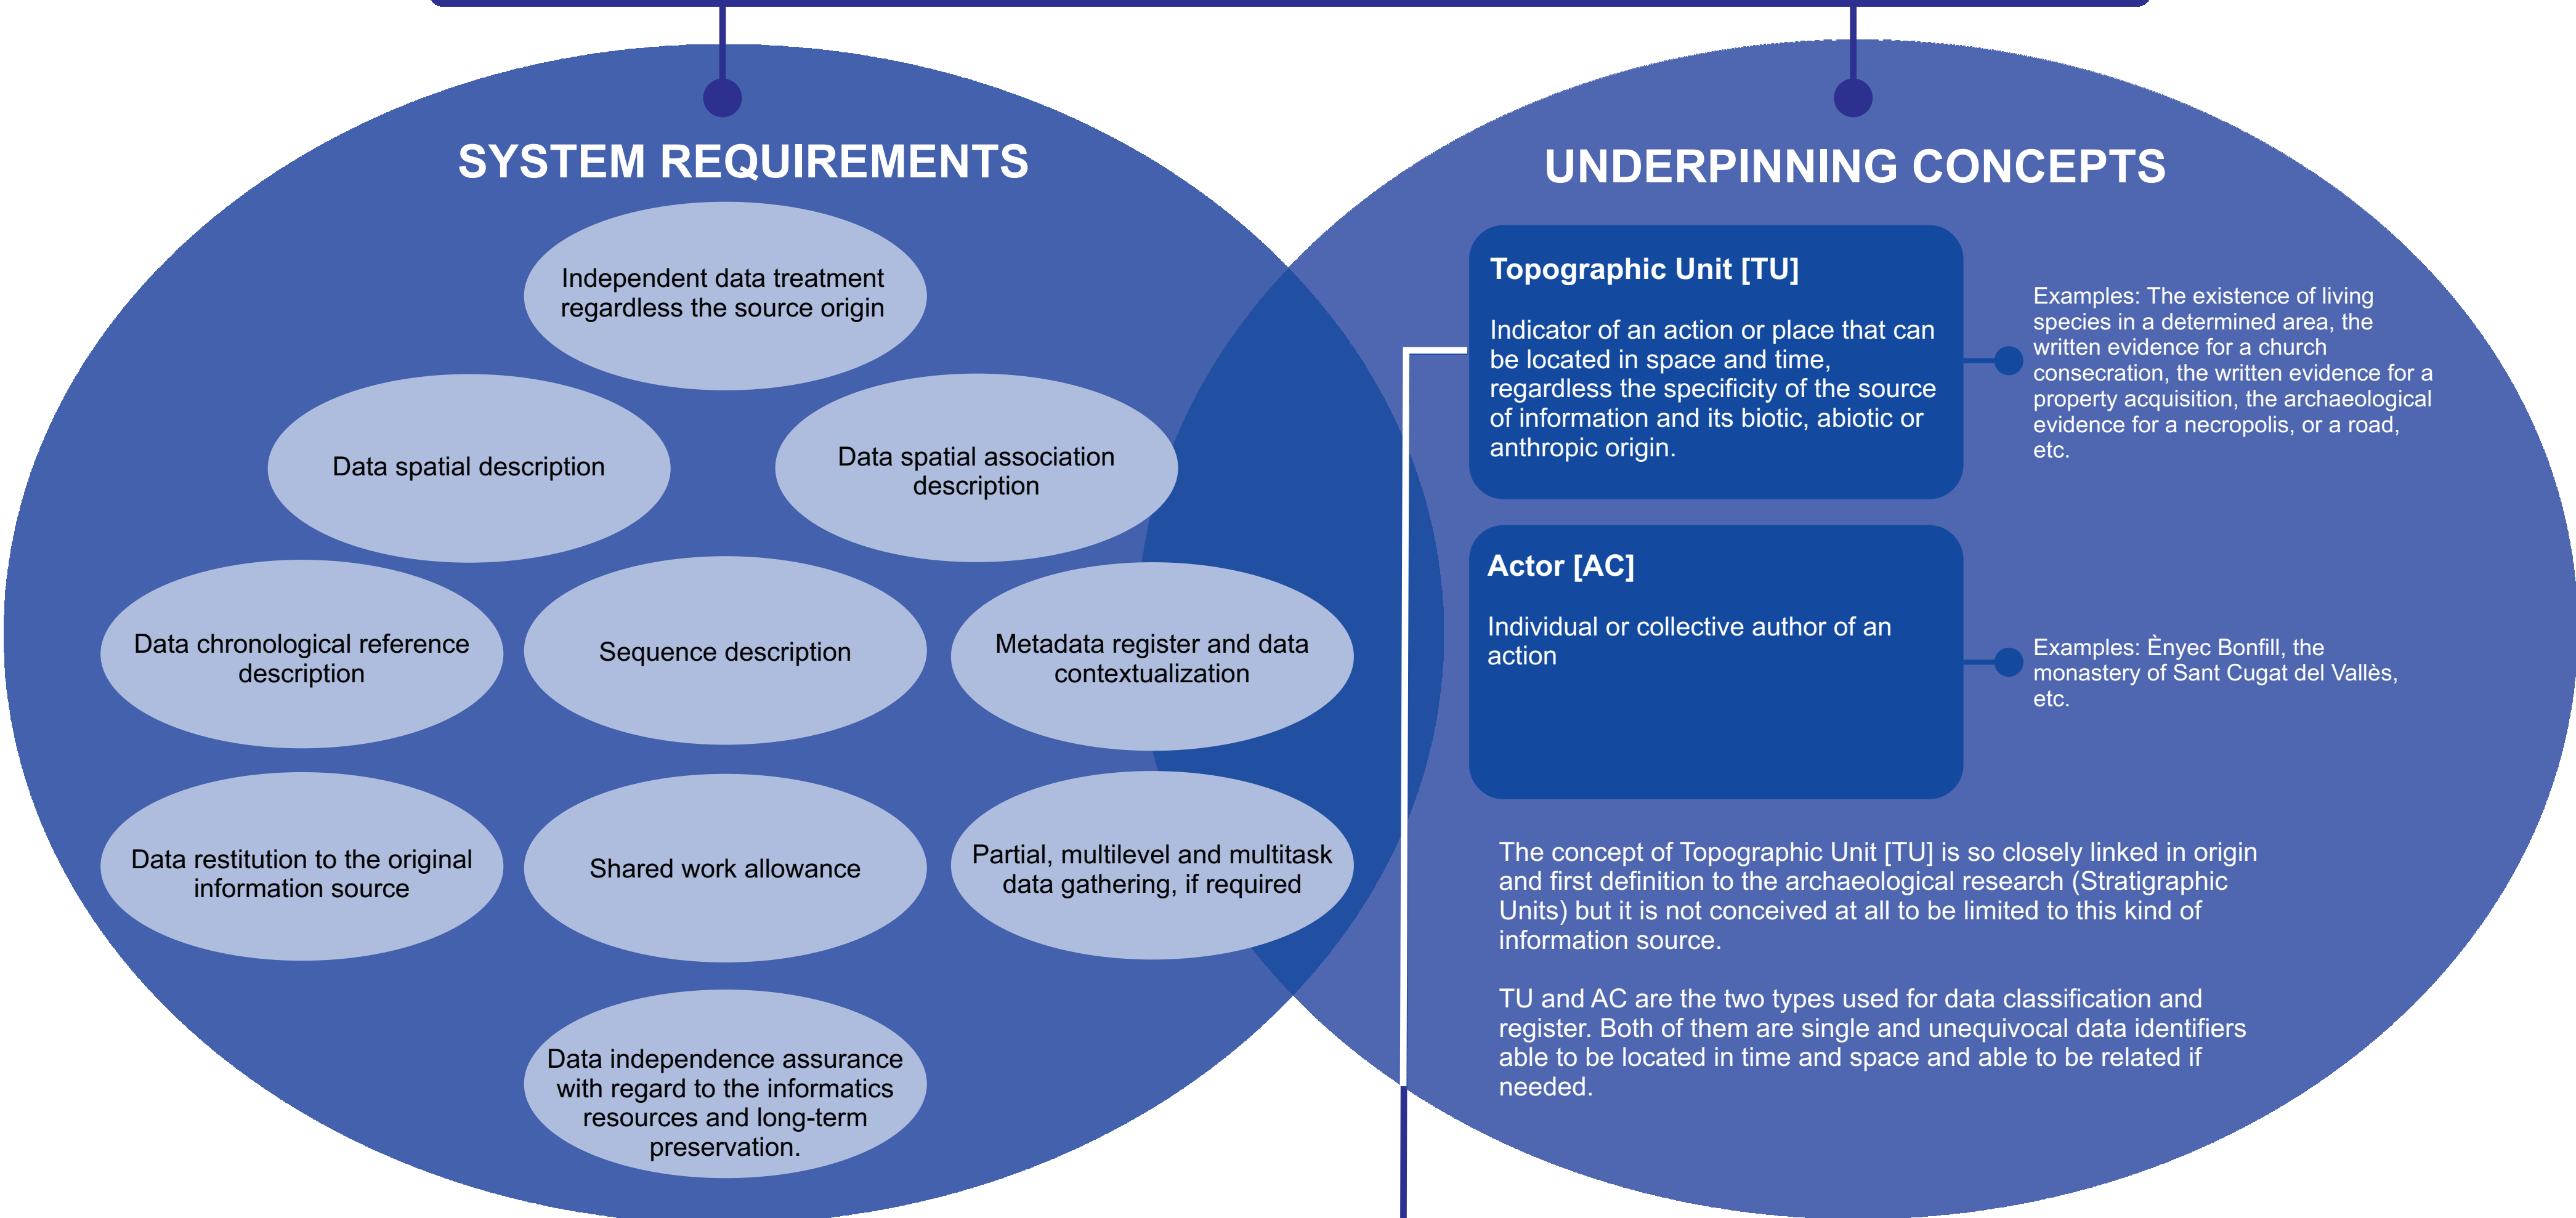 SYSTEM REQUIREMENTS
Independent data treatment
regardless the source origin
Data spatial description
Data spatial association
description
Data chronological reference
description
Sequence description
Metadata register and data
contextualization
Data restitution to the original
information source
Shared work allowance
Partial, multilevel and multitask
data gathering, if required
Data independence assurance
with regard to the informatics
resources and long-term
preservation.
UNDERPINNING CONCEPTS
Topographic Unit [TU]
Indicator of an action or place that can
be located in space and time,
regardless the specificity of the source
of information and its biotic, abiotic or
anthropic origin.
Examples: The existence of living
species in a determined area, the
written evidence for a church
consecration, the written evidence for a
property acquisition, the archaeological
evidence for a necropolis, or a road,
etc.
Actor [AC]
Individual or collective author of an
action
Examples: Ènyec Bonfill, the
monastery of Sant Cugat del Vallès,
etc.
The concept of Topographic Unit [TU] is so closely linked in origin
and first definition to the archaeological research (Stratigraphic
Units) but it is not conceived at all to be limited to this kind of
information source.
TU and AC are the two types used for data classification and
register. Both of them are single and unequivocal data identifiers
able to be located in time and space and able to be related if
needed.